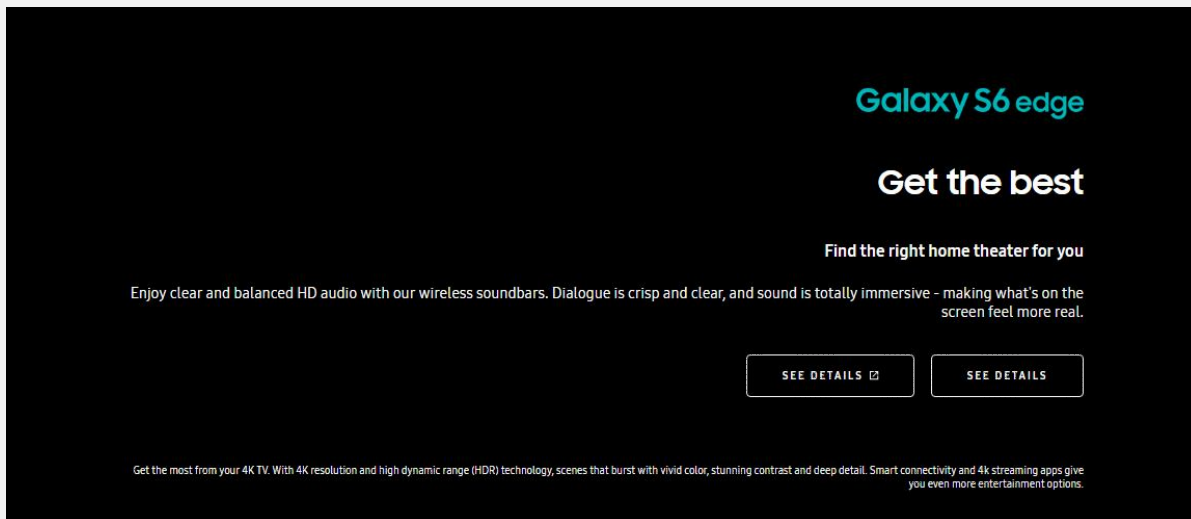 Galaxy S6 edge
Get the best
Find the right home theater for you
Enjoy clear and balanced HD audio with our wireless soundbars. Dialogue is crisp and clear, and sound is totally immersive - making what's on the
screen feel more real.
SEE DETAILS
SEE DETAILS
Get the most from your 4K TV. With 4K resolution and high dynamic range (HDR) technology, scenes that burst with vivid color, stunning contrast and deep detail. Smart connectivity and 4k streaming apps give
you even more entertainment options.